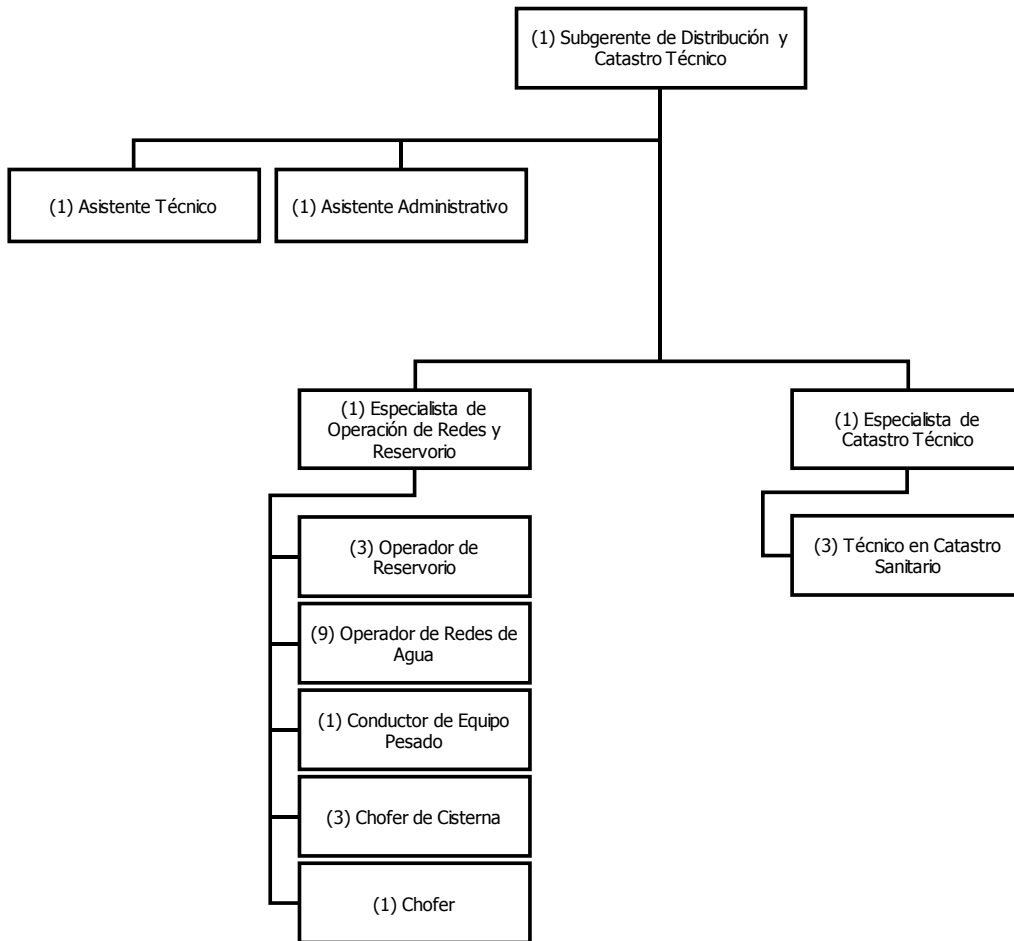 (1) Subgerente de Distribución y
Catastro Técnico
(1) Asistente Técnico
(1) Asistente Administrativo
(1) Especialista de
Operación de Redes y
Reservorio
(1) Especialista de
Catastro Técnico
(3) Operador de
Reservorio
(3) Técnico en Catastro
Sanitario
(9) Operador de Redes de
Agua
(1) Conductor de Equipo
Pesado
(3) Chofer de Cisterna
(1) Chofer